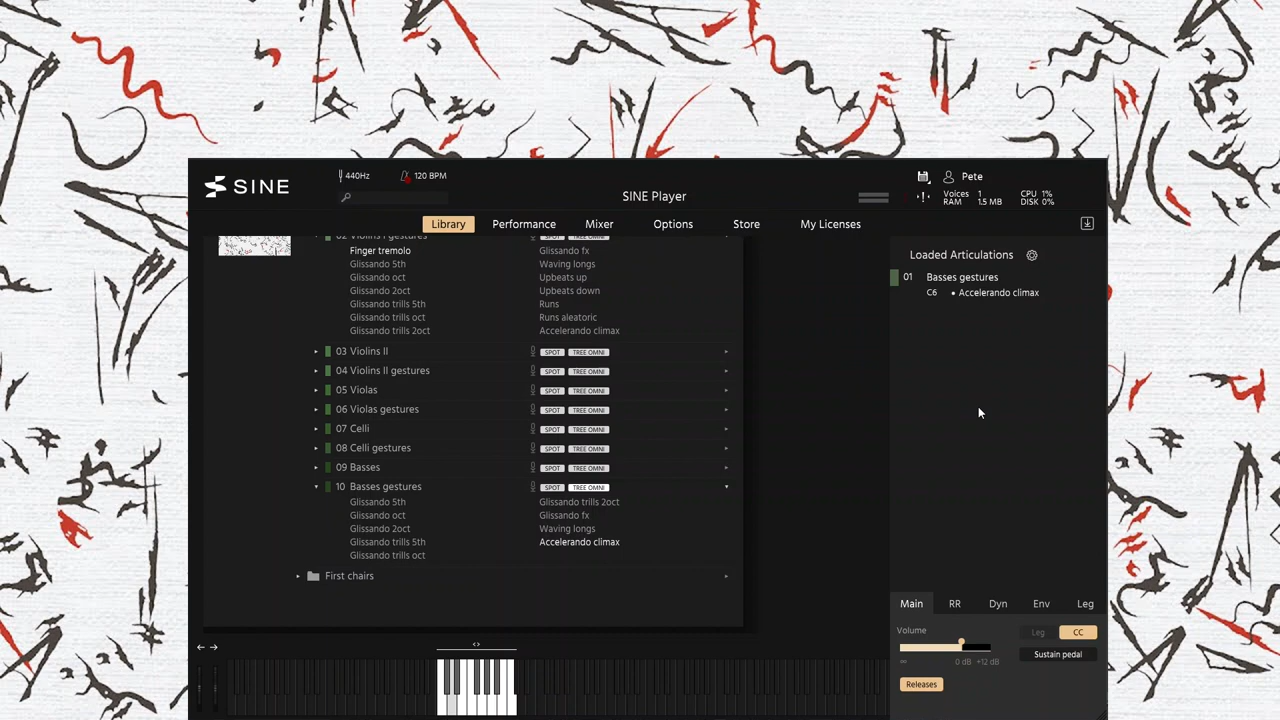 SINE
440Hz
120 BPM
SINE Player
Pete
Voices 1
RAM 1.5 MB
CPU 1%
DISK 0%
Library Performance Mixer Options Store My Licenses
02 Violins I gestures SPOT TREE OMNI
Finger tremolo Glissando fx
Glissando 5th Waving longs
Glissando oct Upbeats up
Glissando 2oct Upbeats down
Glissando trills 5th Runs
Glissando trills oct Runs aleatoric
Glissando trills 2oct Accelerando climax
03 Violins II SPOT TREE OMNI
04 Violins II gestures SPOT TREE OMNI
05 Violas SPOT TREE OMNI
06 Violas gestures SPOT TREE OMNI
07 Celli SPOT TREE OMNI
08 Celli gestures SPOT TREE OMNI
09 Basses SPOT TREE OMNI
10 Basses gestures SPOT TREE OMNI
Glissando 5th Glissando trills 2oct
Glissando oct Glissando fx
Glissando 2oct Waving longs
Glissando trills 5th Accelerando climax
Glissando trills oct
First chairs
Loaded Articulations
01 Basses gestures
C6 • Accelerando climax
Main RR Dyn Env Leg
Volume
Leg CC
-∞ 0 dB +12 dB
Sustain pedal
Releases